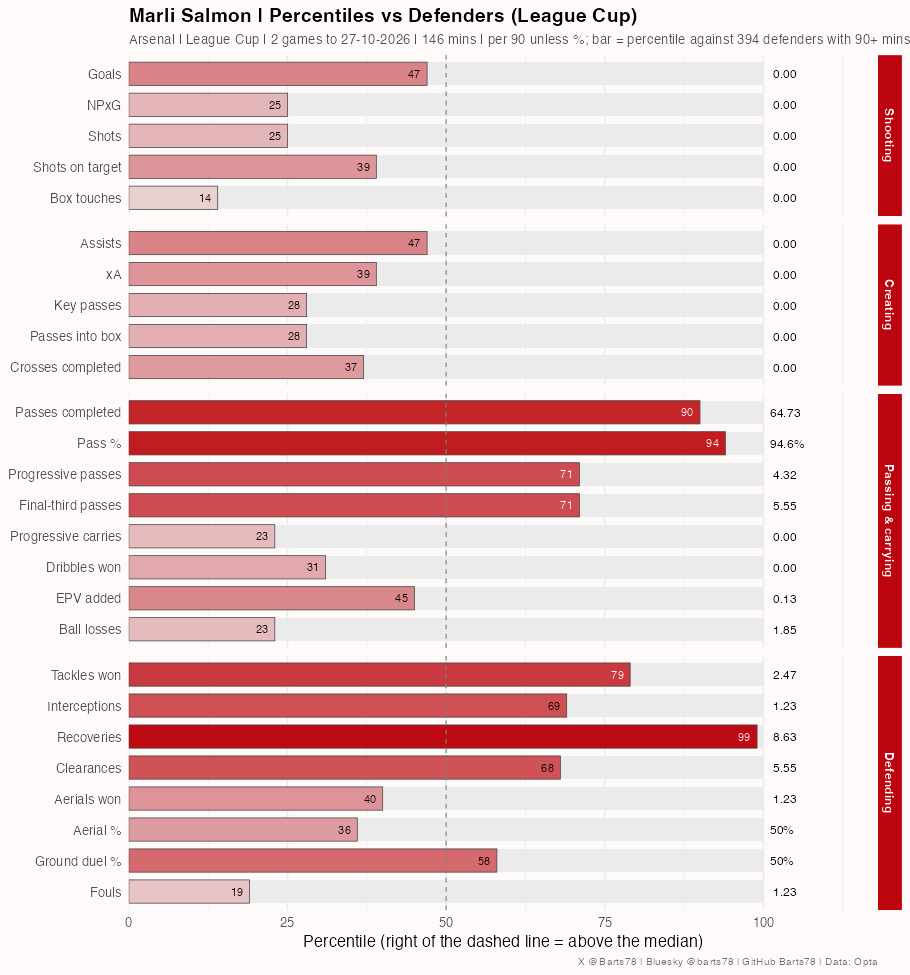 Marli Salmon | Percentiles vs Defenders (League Cup)
Arsenal | League Cup | 2 games to 27-10-2026 | 146 mins | per 90 unless %; bar = percentile against 394 defenders with 90+ mins
Shooting
Goals 47 0.00
NPxG 25 0.00
Shots 25 0.00
Shots on target 39 0.00
Box touches 14 0.00
Creating
Assists 47 0.00
xA 39 0.00
Key passes 28 0.00
Passes into box 28 0.00
Crosses completed 37 0.00
Passing & carrying
Passes completed 90 64.73
Pass % 94 94.6%
Progressive passes 71 4.32
Final-third passes 71 5.55
Progressive carries 23 0.00
Dribbles won 31 0.00
EPV added 45 0.13
Ball losses 23 1.85
Defending
Tackles won 79 2.47
Interceptions 69 1.23
Recoveries 99 8.63
Clearances 68 5.55
Aerials won 40 1.23
Aerial % 36 50%
Ground duel % 58 50%
Fouls 19 1.23
0 25 50 75 100
Percentile (right of the dashed line = above the median)
X @Barts78 | Bluesky @barts78 | GitHub Barts78 | Data: Opta